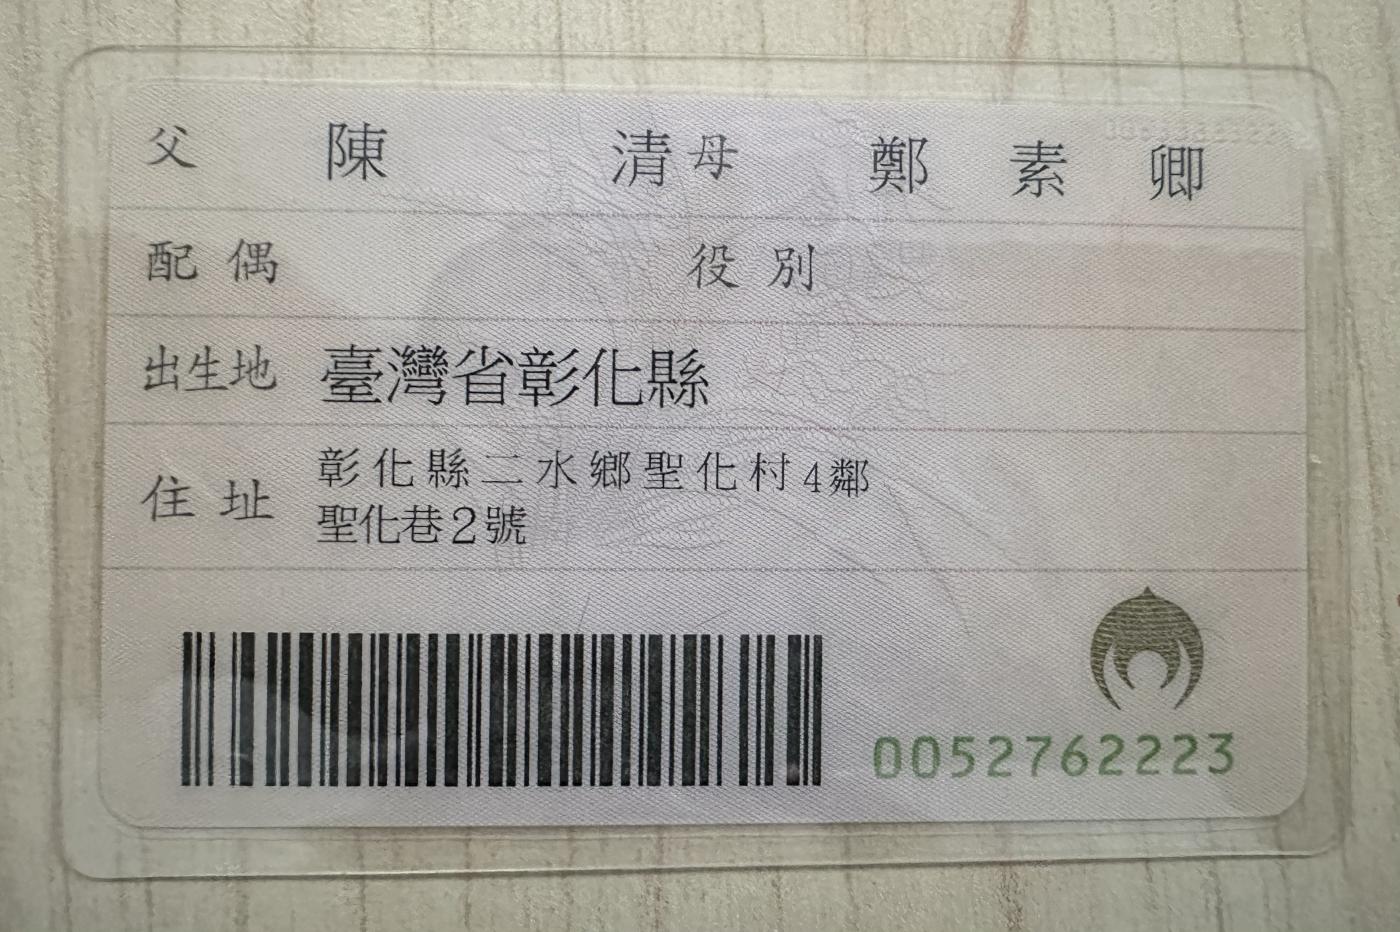 父 陳 清 母 鄭 素 卿
配偶 役別
出生地 臺灣省彰化縣
住址 彰化縣二水鄉聖化村4鄰
聖化巷2號
0052762223